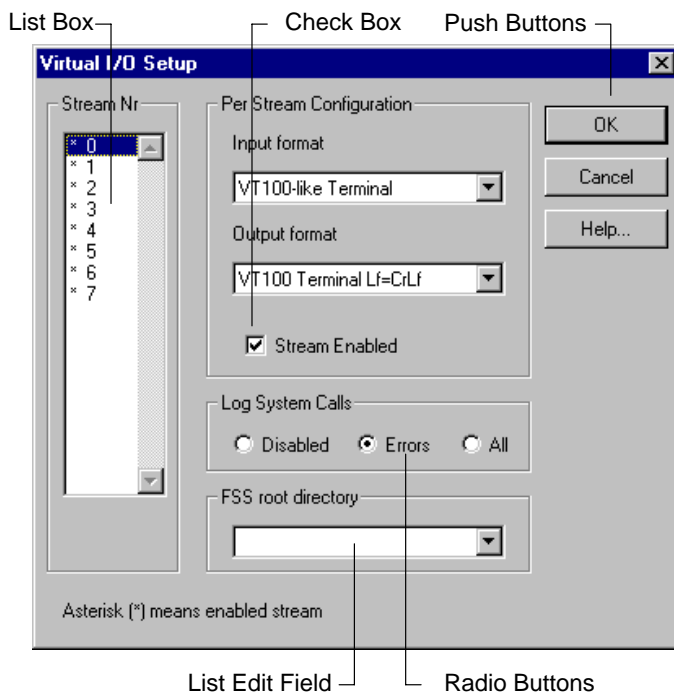 List Box
Check Box
Push Buttons
Virtual I/O Setup
Stream Nr
* 0
* 1
* 2
* 3
* 4
* 5
* 6
* 7
Per Stream Configuration
Input format
VT100-like Terminal
Output format
VT100 Terminal Lf=CrLf
Stream Enabled
Log System Calls
Disabled
Errors
All
FSS root directory
OK
Cancel
Help...
Asterisk (*) means enabled stream
List Edit Field
Radio Buttons